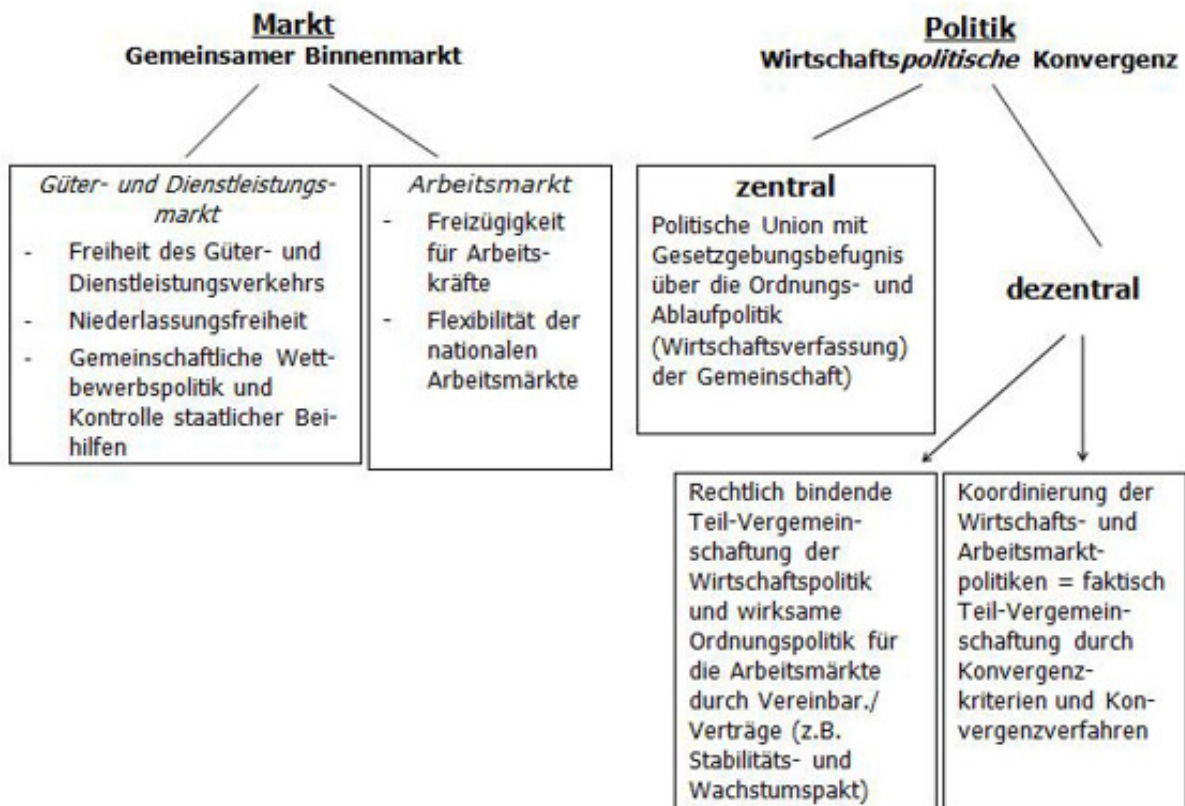 Markt
Gemeinsamer Binnenmarkt
Güter- und Dienstleistungs-
markt
- Freiheit des Güter- und
Dienstleistungsverkehrs
- Niederlassungsfreiheit
- Gemeinschaftliche Wett-
bewerbspolitik und
Kontrolle staatlicher Bei-
hilfen
Arbeitsmarkt
- Freizügigkeit
für Arbeits-
kräfte
- Flexibilität der
nationalen
Arbeitsmärkte
Politik
Wirtschaftspolitische Konvergenz
zentral
Politische Union mit
Gesetzgebungsbefugnis
über die Ordnungs- und
Ablaufpolitik
(Wirtschaftsverfassung)
der Gemeinschaft)
dezentral
Rechtlich bindende
Teil-Vergemein-
schaftung der
Wirtschaftspolitik
und wirksame
Ordnungspolitik für
die Arbeitsmärkte
durch Vereinbar./
Verträge (z.B.
Stabilitäts- und
Wachstumspakt)
Koordinierung der
Wirtschafts- und
Arbeitsmarkt-
politiken = faktisch
Teil-Vergemein-
schaftung durch
Konvergenz-
kriterien und Kon-
vergenzverfahren